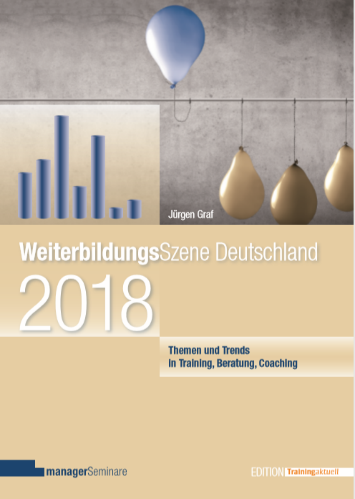 Jürgen Graf
WeiterbildungsSzene Deutschland
2018
Themen und Trends
in Training, Beratung, Coaching
managerSeminare
EDITION Trainingaktuell